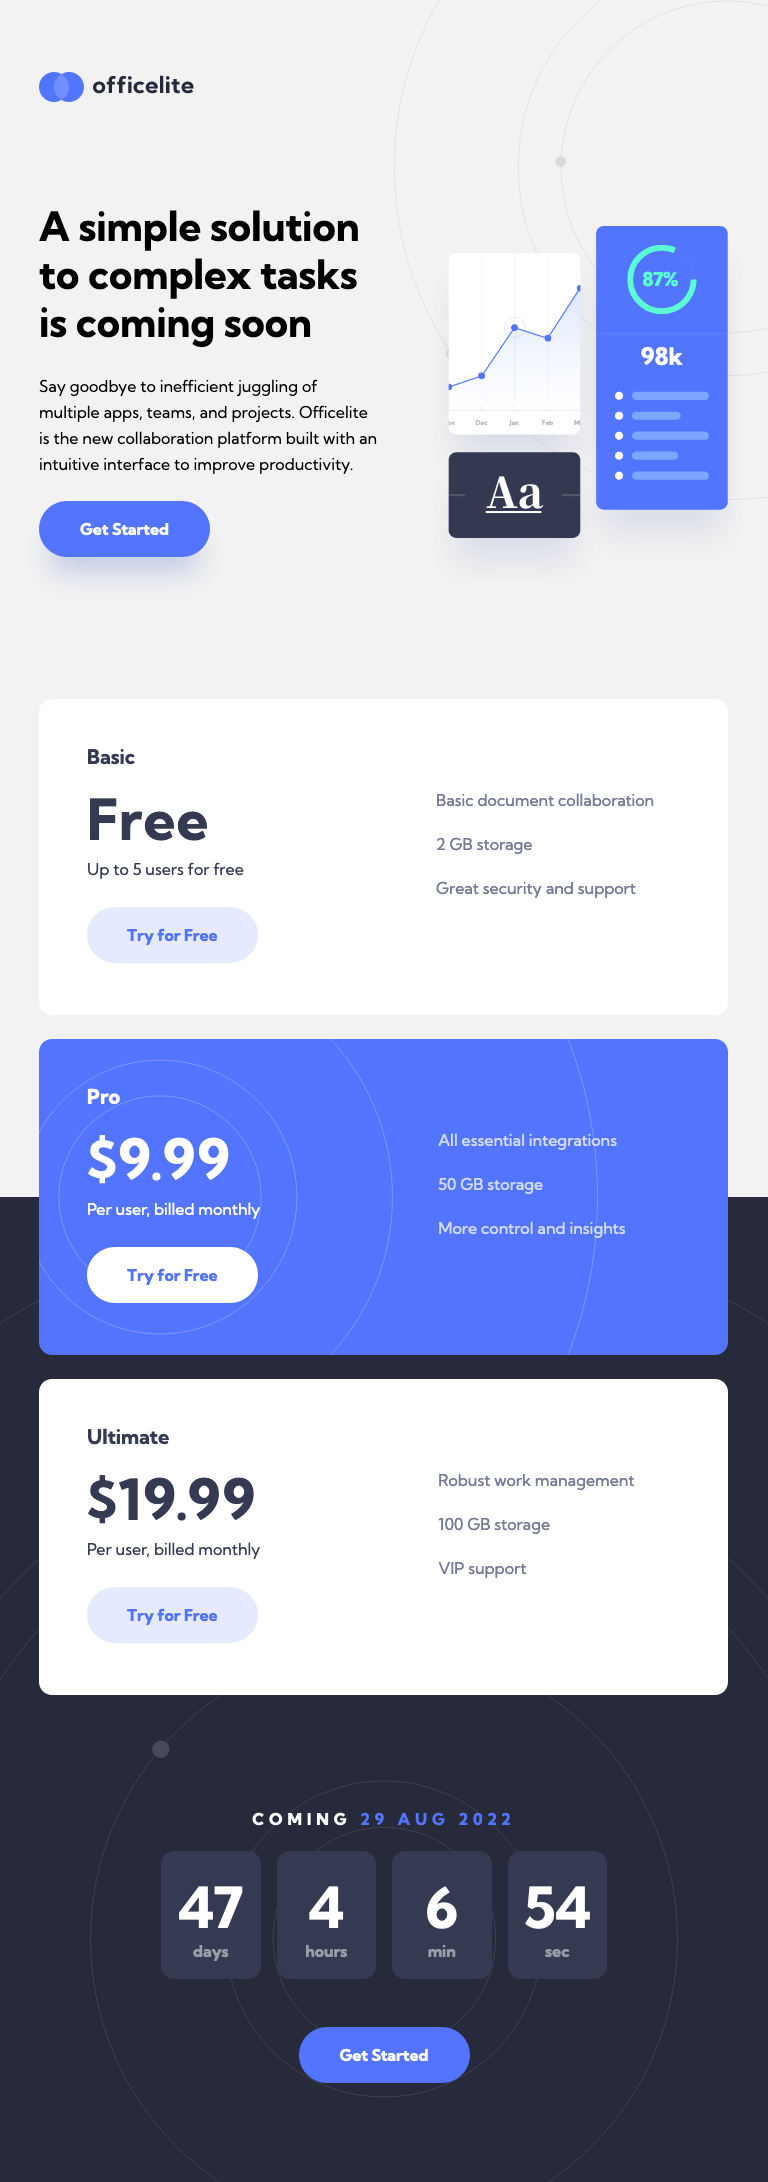 officelite
A simple solution
to complex tasks
is coming soon
Say goodbye to inefficient juggling of
multiple apps, teams, and projects. Officelite
is the new collaboration platform built with an
intuitive interface to improve productivity.
Get Started
87%
98k
ov Dec Jan Feb M
Aa
Basic
Free
Up to 5 users for free
Try for Free
Basic document collaboration
2 GB storage
Great security and support
Pro
$9.99
Per user, billed monthly
Try for Free
All essential integrations
50 GB storage
More control and insights
Ultimate
$19.99
Per user, billed monthly
Try for Free
Robust work management
100 GB storage
VIP support
COMING 29 AUG 2022
47 4 6 54
days hours min sec
Get Started